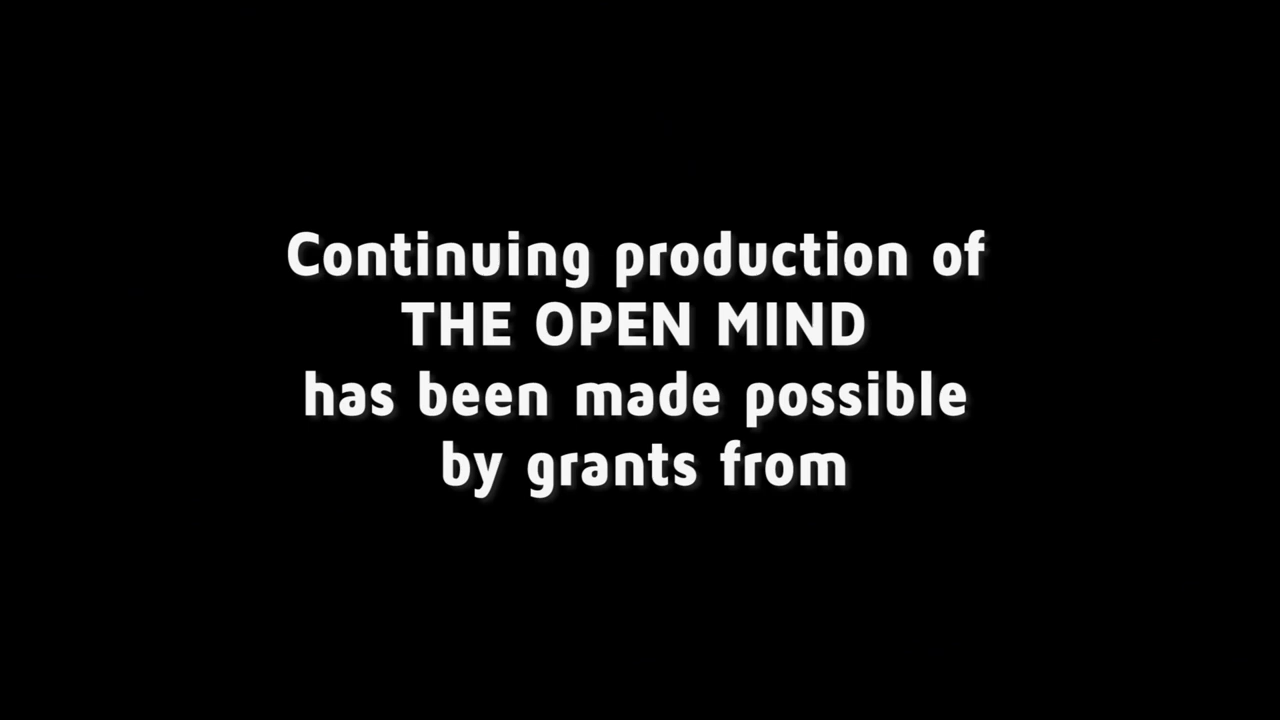 Continuing production of
THE OPEN MIND
has been made possible
by grants from